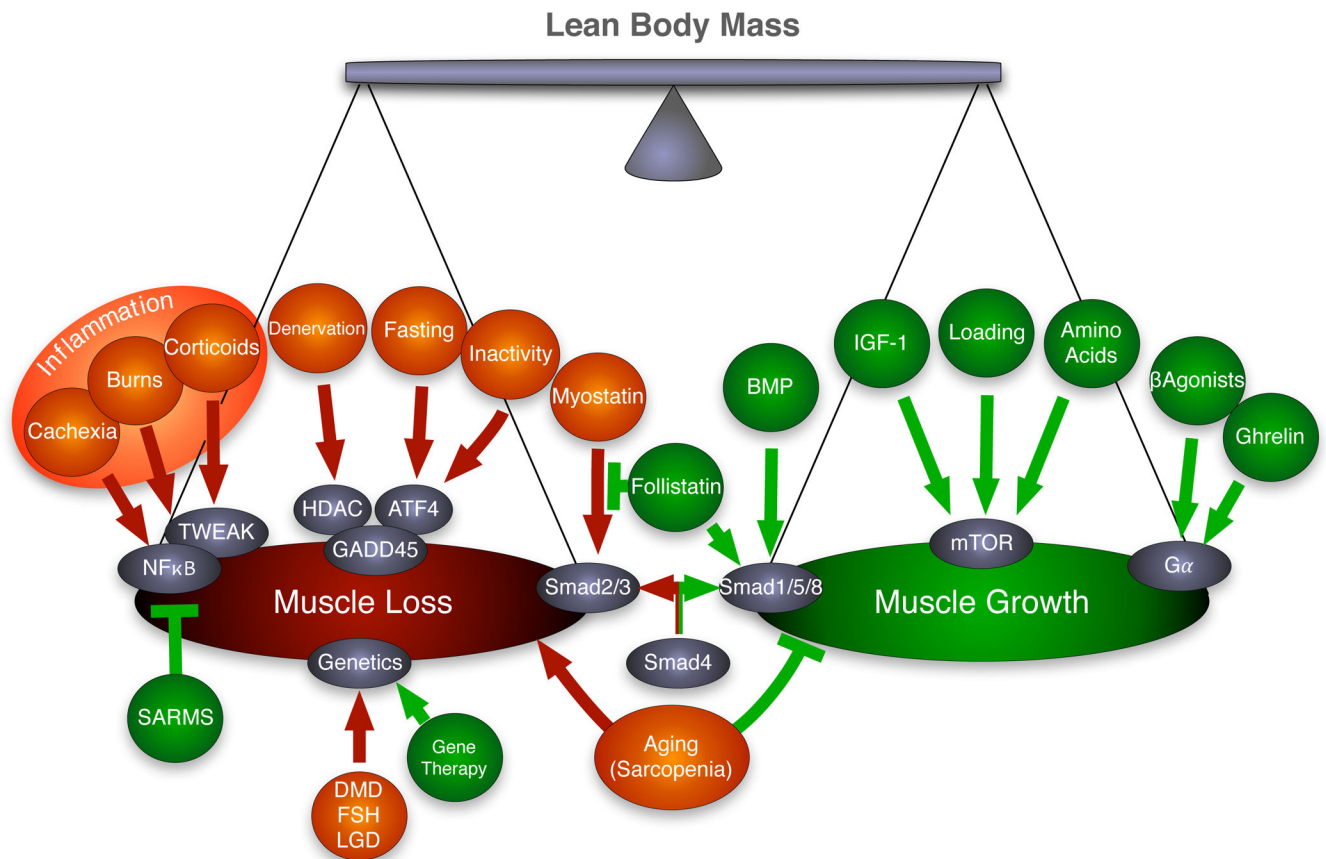 Lean Body Mass
Inflammation
Cachexia
Burns
Corticoids
Denervation
Fasting
Inactivity
Myostatin
BMP
IGF-1
Loading
Amino
Acids
βAgonists
Ghrelin
Follistatin
HDAC
ATF4
GADD45
TWEAK
NFκB
Smad2/3
Smad1/5/8
mTOR
Gα
Muscle Loss
Muscle Growth
Genetics
Smad4
SARMS
Gene
Therapy
Aging
(Sarcopenia)
DMD
FSH
LGD